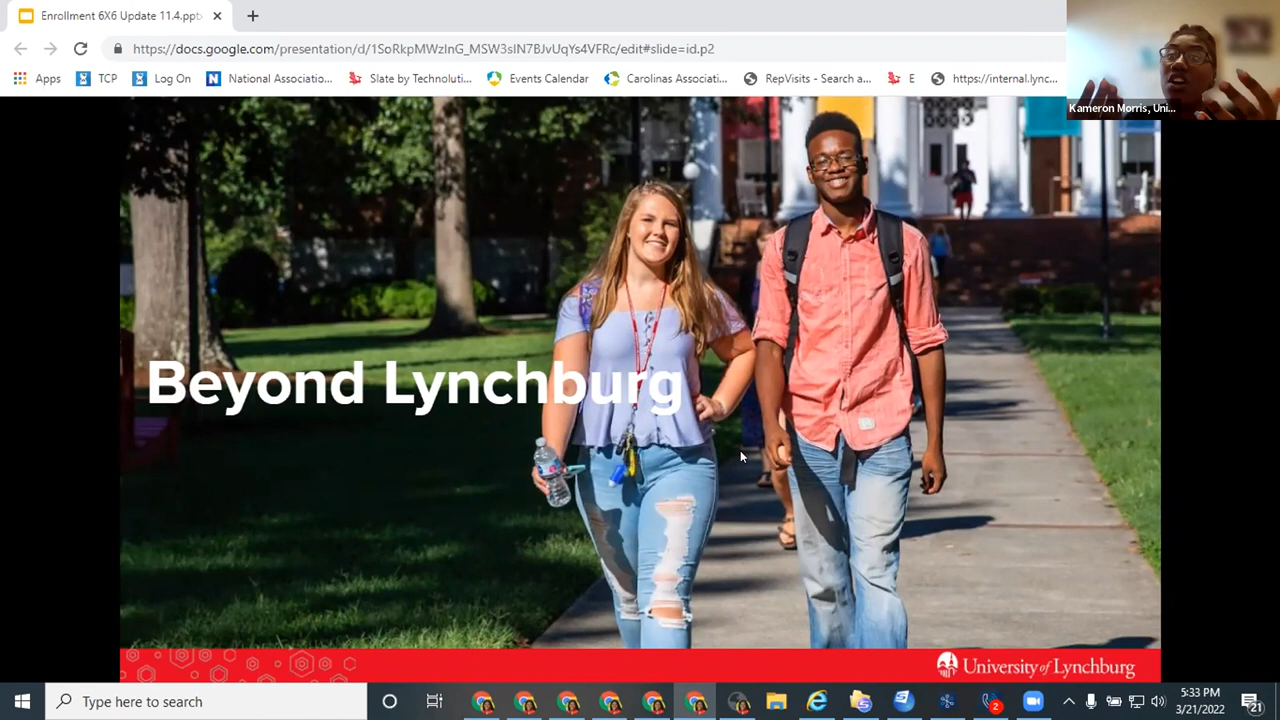 Enrollment 6X6 Update 11.4.ppt
https://docs.google.com/presentation/d/1SoRkpMWzInG_MSW3sIN7BJvUqYs4VFRc/edit#slide=id.p2
Apps
TCP
Log On
National Associatio...
Slate by Technoluti...
Events Calendar
Carolinas Associati...
RepVisits - Search a...
E
https://internal.lync...
Kameron Morris, Uni...
Beyond Lynchburg
University of Lynchburg
Type here to search
2
5:33 PM
3/21/2022
21